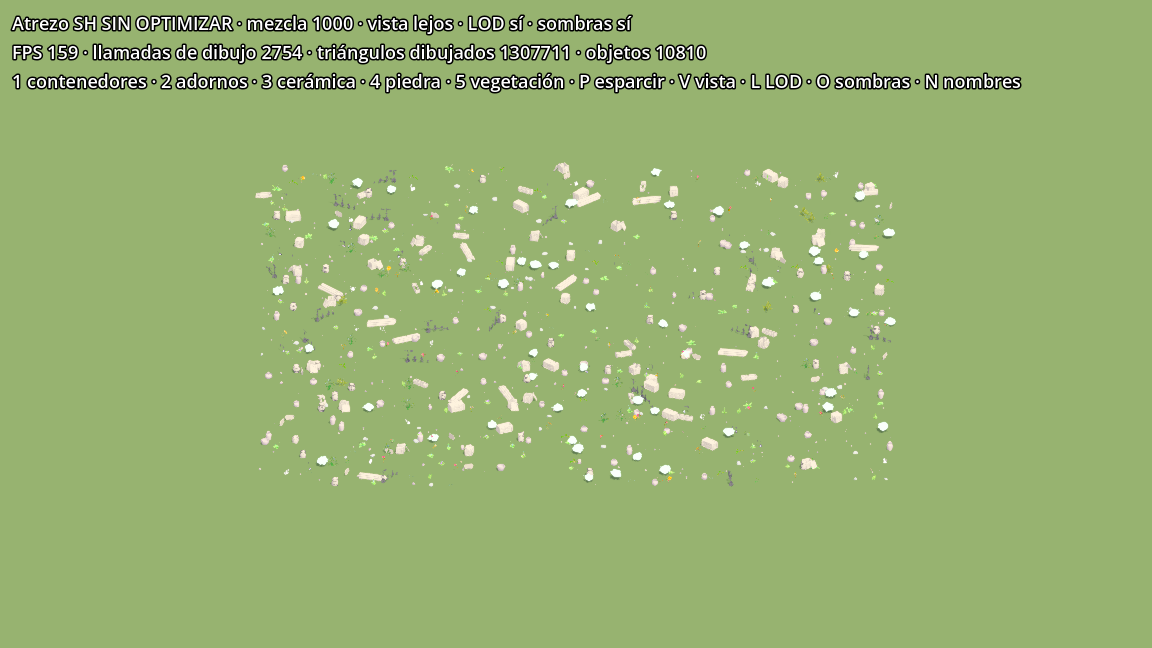 Atrezo SH SIN OPTIMIZAR · mezcla 1000 · vista lejos · LOD sí · sombras sí
FPS 159 · llamadas de dibujo 2754 · triángulos dibujados 1307711 · objetos 10810
1 contenedores · 2 adornos · 3 cerámica · 4 piedra · 5 vegetación · P esparcir · V vista · L LOD · O sombras · N nombres